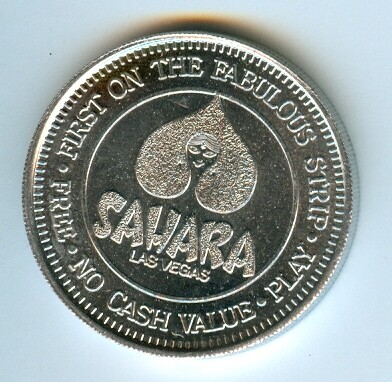 FIRST ON THE FABULOUS STRIP ·
FREE · NO CASH VALUE · PLAY ·
SAHARA
LAS VEGAS